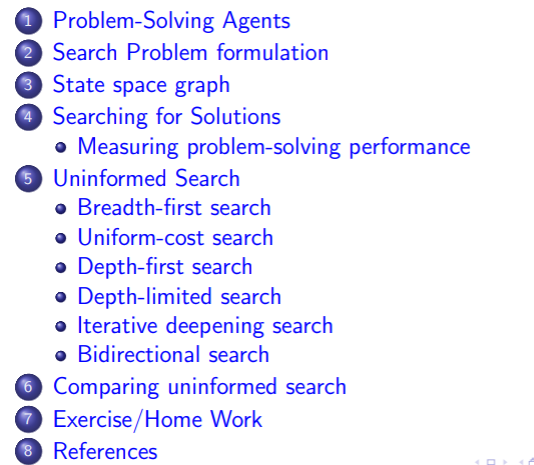 1 Problem-Solving Agents
2 Search Problem formulation
3 State space graph
4 Searching for Solutions
• Measuring problem-solving performance
5 Uninformed Search
• Breadth-first search
• Uniform-cost search
• Depth-first search
• Depth-limited search
• Iterative deepening search
• Bidirectional search
6 Comparing uninformed search
7 Exercise/Home Work
8 References